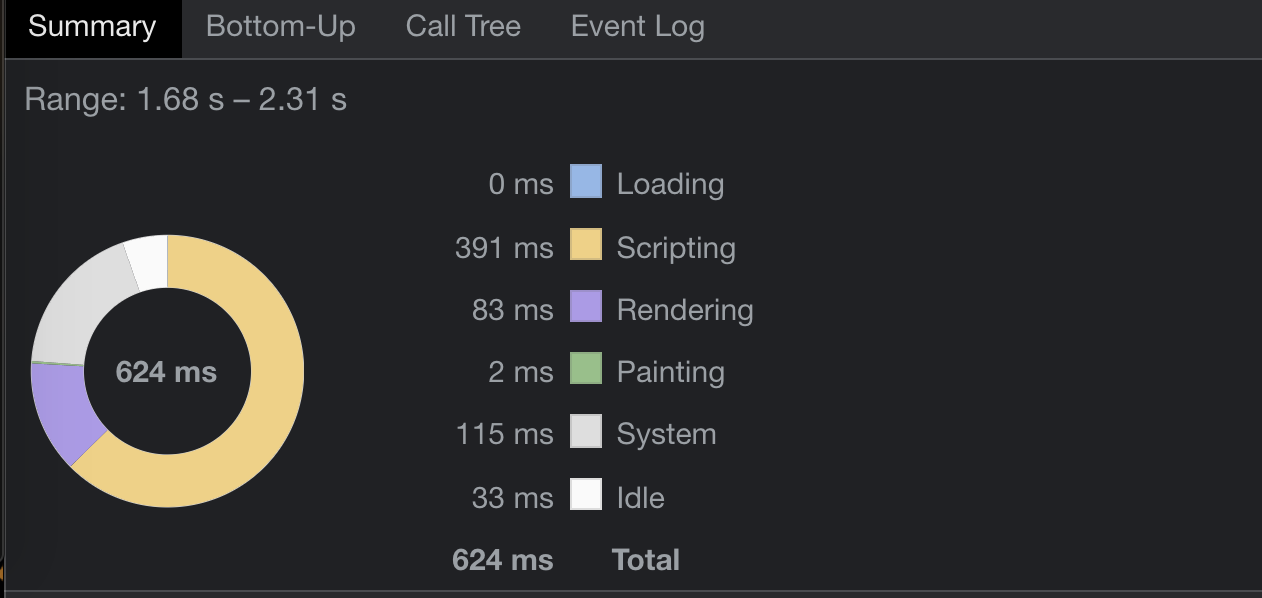 Summary Bottom-Up Call Tree Event Log
Range: 1.68 s – 2.31 s
0 ms Loading
391 ms Scripting
83 ms Rendering
624 ms
2 ms Painting
115 ms System
33 ms Idle
624 ms Total